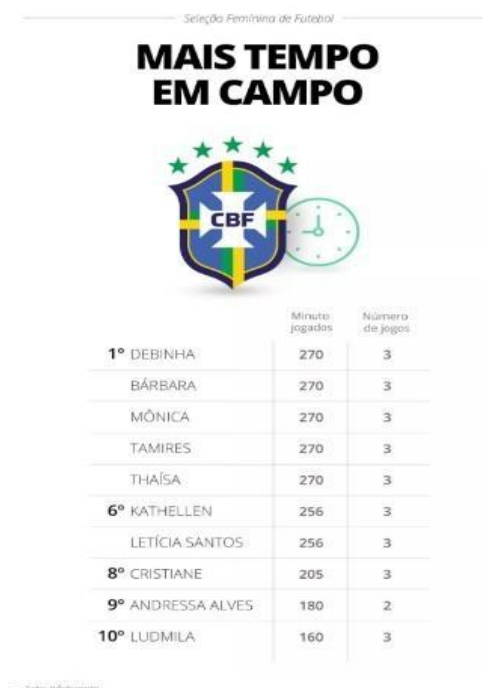 Seleção Feminina de Futebol
MAIS TEMPO
EM CAMPO
CBF
Minuto jogados Número de jogos
1º DEBINHA 270 3
BÁRBARA 270 3
MÔNICA 270 3
TAMIRES 270 3
THAÍSA 270 3
6º KATHELLEN 256 3
LETÍCIA SANTOS 256 3
8º CRISTIANE 205 3
9º ANDRESSA ALVES 180 2
10º LUDMILA 160 3